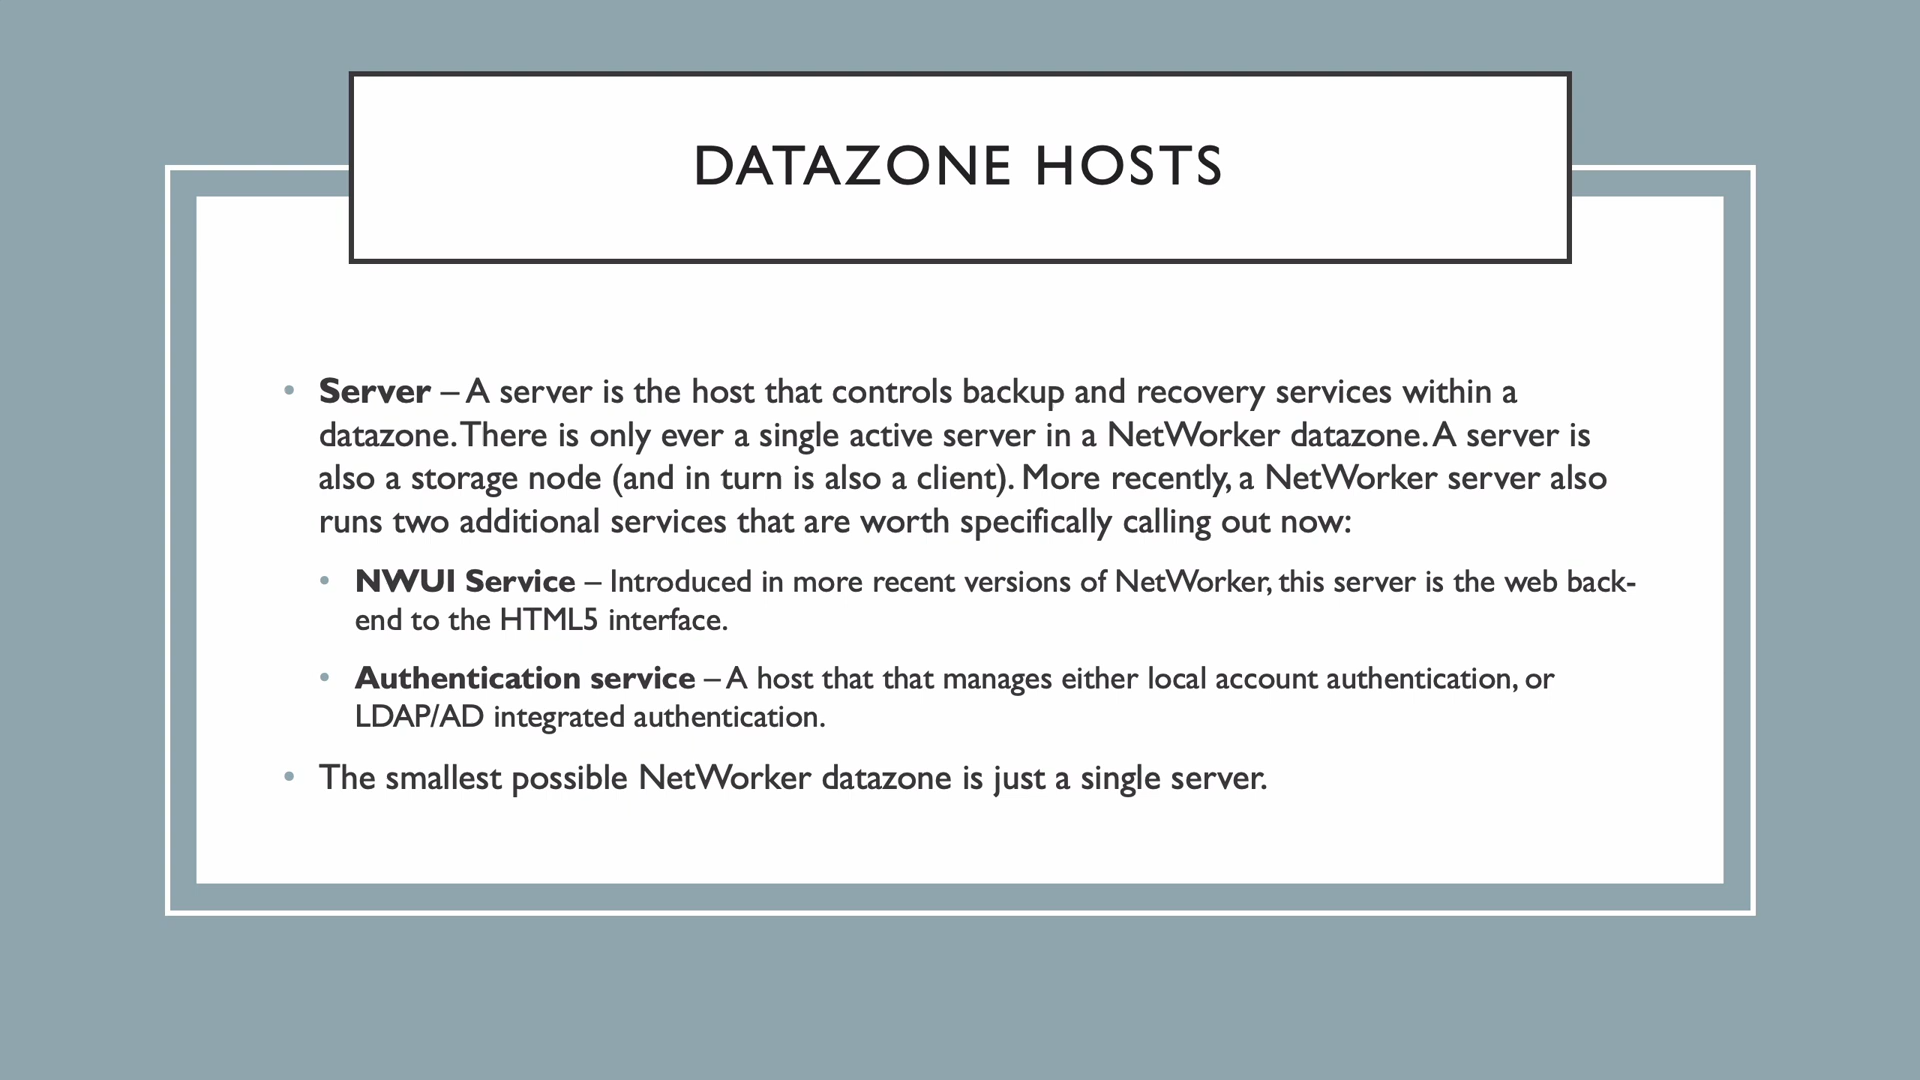 DATAZONE HOSTS
• Server – A server is the host that controls backup and recovery services within a
datazone. There is only ever a single active server in a NetWorker datazone. A server is
also a storage node (and in turn is also a client). More recently, a NetWorker server also
runs two additional services that are worth specifically calling out now:
• NWUI Service – Introduced in more recent versions of NetWorker, this server is the web back-
end to the HTML5 interface.
• Authentication service – A host that that manages either local account authentication, or
LDAP/AD integrated authentication.
• The smallest possible NetWorker datazone is just a single server.